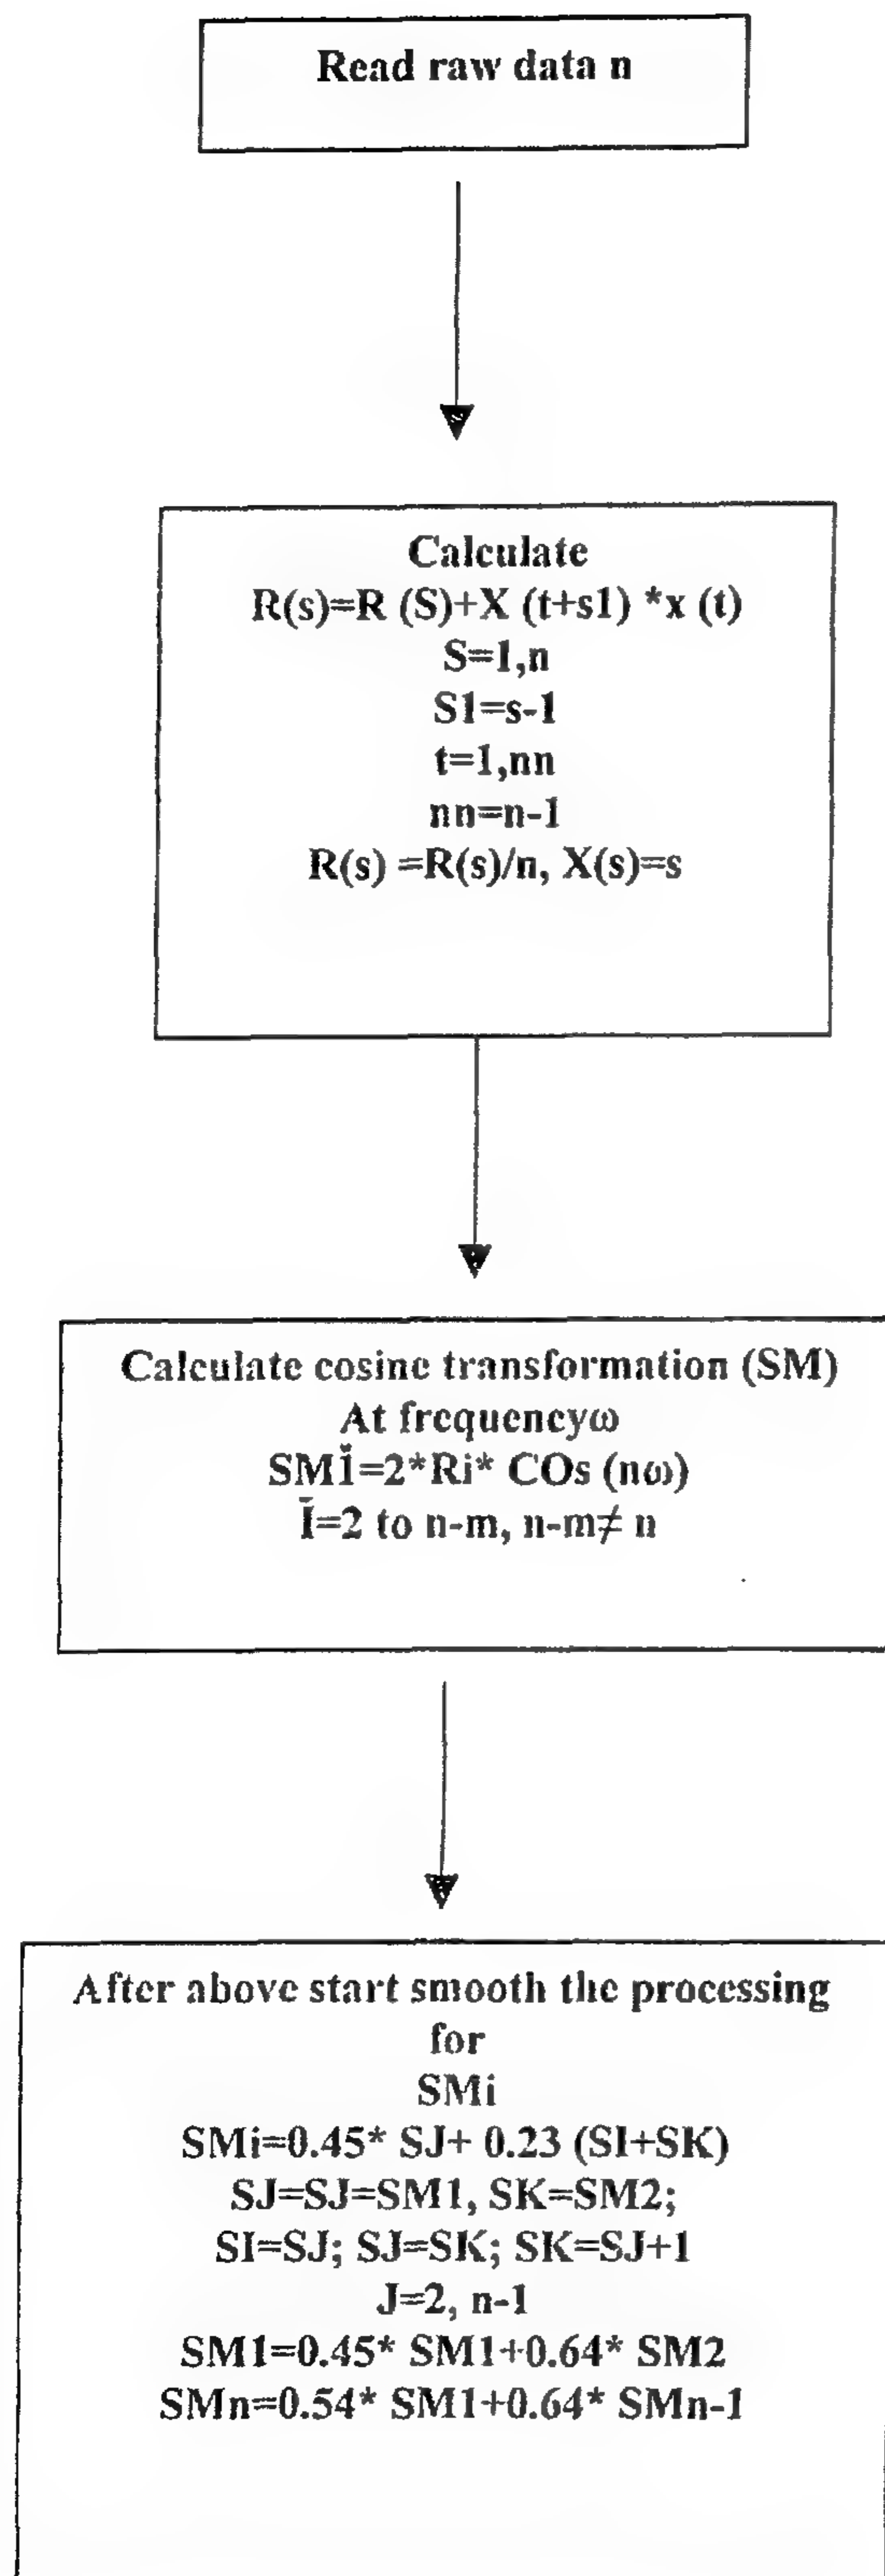 Read raw data n
Calculate
R(s)=R (S)+X (t+s1) *x (t)
S=1,n
S1=s-1
t=1,nn
nn=n-1
R(s) =R(s)/n, X(s)=s
Calculate cosine transformation (SM)
At frequencyω
SMǐ=2*Ri* COs (nω)
Ī=2 to n-m, n-m≠ n
After above start smooth the processing
for
SMi
SMi=0.45* SJ+ 0.23 (SI+SK)
SJ=SJ=SM1, SK=SM2;
SI=SJ; SJ=SK; SK=SJ+1
J=2, n-1
SM1=0.45* SM1+0.64* SM2
SMn=0.54* SM1+0.64* SMn-1